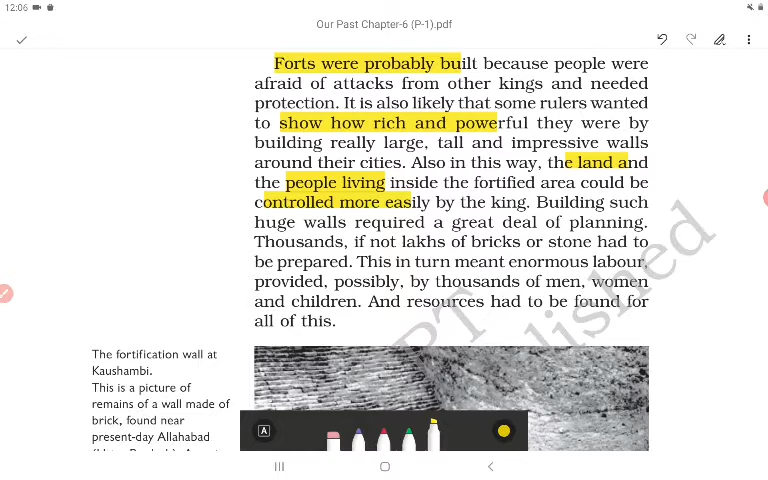 12:06
Our Past Chapter-6 (P-1).pdf
Forts were probably built because people were
afraid of attacks from other kings and needed
protection. It is also likely that some rulers wanted
to show how rich and powerful they were by
building really large, tall and impressive walls
around their cities. Also in this way, the land and
the people living inside the fortified area could be
controlled more easily by the king. Building such
huge walls required a great deal of planning.
Thousands, if not lakhs of bricks or stone had to
be prepared. This in turn meant enormous labour,
provided, possibly, by thousands of men, women
and children. And resources had to be found for
all of this.
The fortification wall at
Kaushambi.
This is a picture of
remains of a wall made of
brick, found near
present-day Allahabad
A